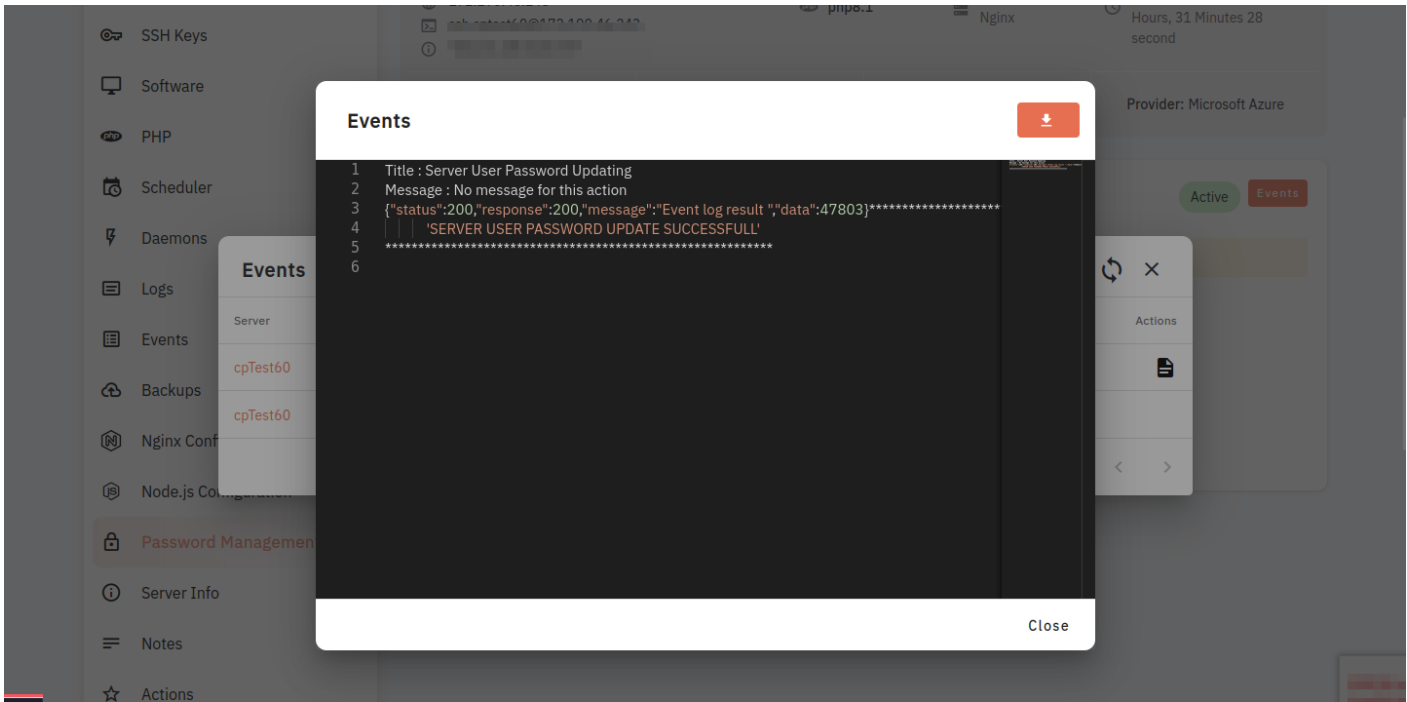 SSH Keys
Software
PHP
Scheduler
Daemons
Logs
Events
Backups
Nginx Conf
Node.js
Password Managemen
Server Info
Notes
Actions
php8.1
Nginx
Hours, 31 Minutes 28
second
Provider: Microsoft Azure
Active
Events
Events
Server
Actions
cpTest60
cpTest60
Events
1 Title : Server User Password Updating
2 Message : No message for this action
3 {"status":200,"response":200,"message":"Event log result ","data":47803}********************
4 'SERVER USER PASSWORD UPDATE SUCCESSFULL'
5 ************************************************************
6
Close